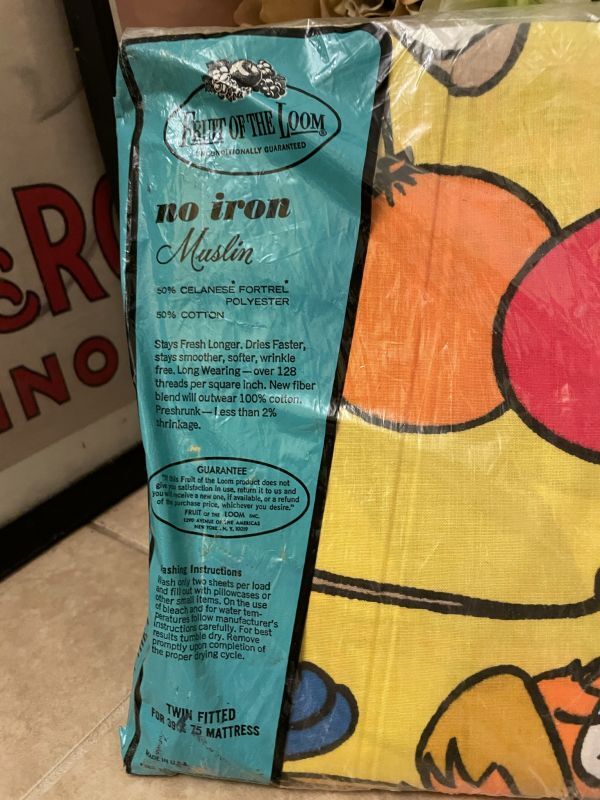 &RO
INO
FRUIT OF THE LOOM®
UNCONDITIONALLY GUARANTEED
no iron
Muslin
50% CELANESE* FORTREL*
POLYESTER
50% COTTON
Stays Fresh Longer. Dries Faster,
stays smoother, softer, wrinkle
free. Long Wearing — over 128
threads per square inch. New fiber
blend will outwear 100% cotton.
Preshrunk — Less than 2%
shrinkage.
GUARANTEE
"If this Fruit of the Loom product does not
give you satisfaction in use, return it to us and
you will receive a new one, if available, or a refund
of the purchase price, whichever you desire."
FRUIT OF THE LOOM INC.
1290 AVENUE OF THE AMERICAS
NEW YORK, N. Y. 10019
Washing Instructions
Wash only two sheets per load
and fill out with pillowcases or
other small items. On the use
of bleach and for water tem-
peratures follow manufacturer's
instructions carefully. For best
results tumble dry. Remove
promptly upon completion of
the proper drying cycle.
TWIN FITTED
FOR 39 X 75 MATTRESS
MADE IN U.S.A.